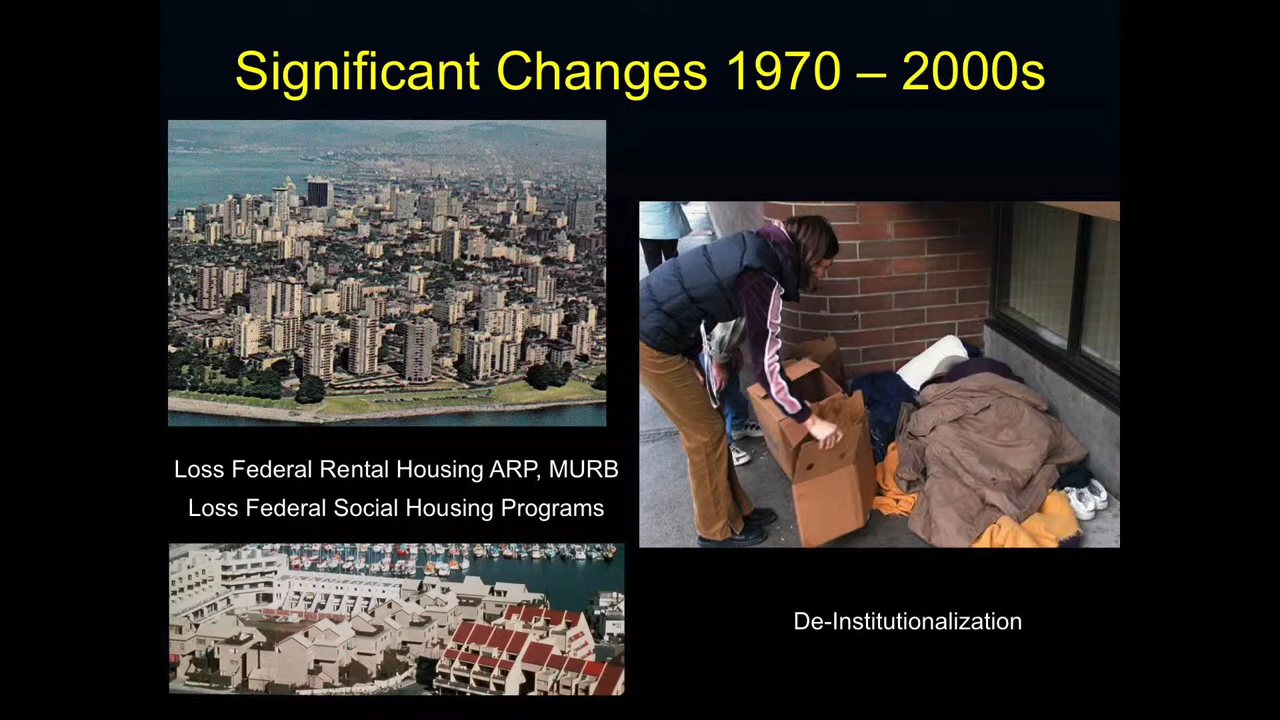 Significant Changes 1970 – 2000s
Loss Federal Rental Housing ARP, MURB
Loss Federal Social Housing Programs
De-Institutionalization